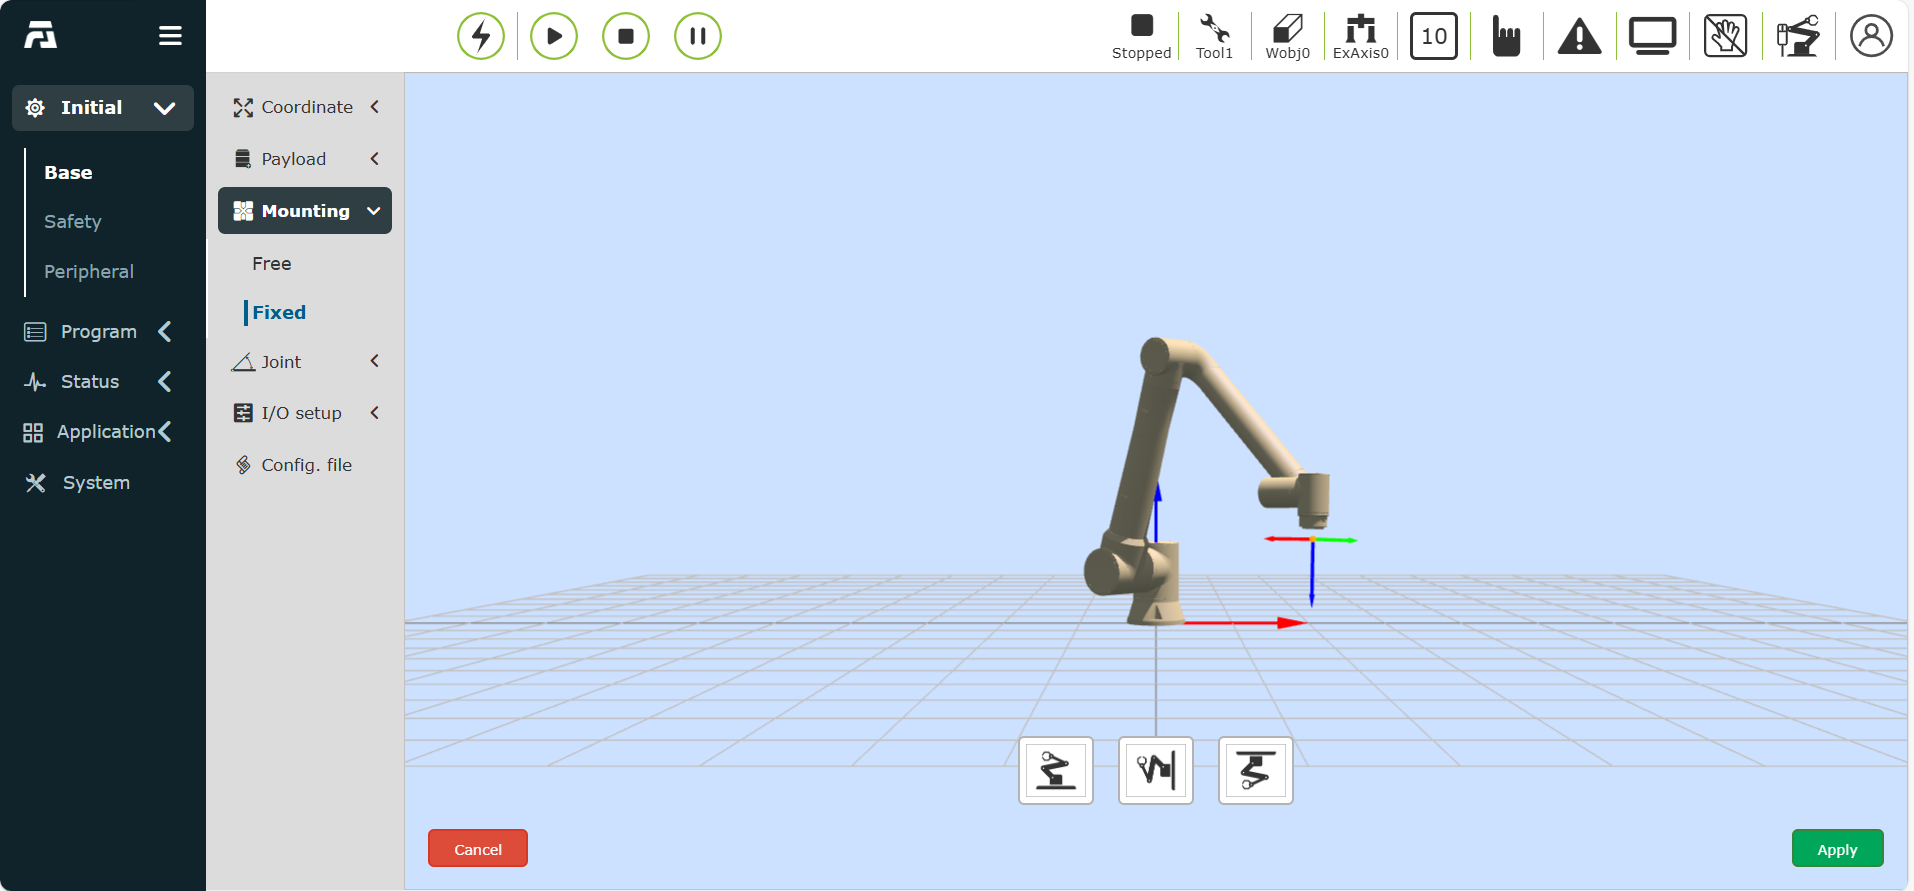 Stopped
Tool1
Wobj0
ExAxis0
10
Initial
Base
Safety
Peripheral
Program
Status
Application
System
Coordinate
Payload
Mounting
Free
Fixed
Joint
I/O setup
Config. file
Cancel
Apply